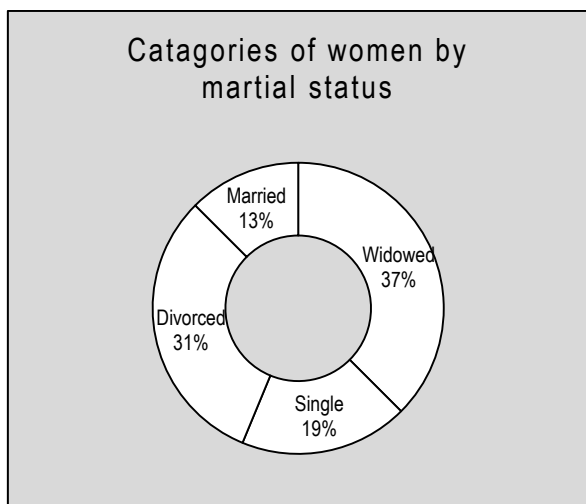 Catagories of women by
martial status
Married
13%
Widowed
37%
Divorced
31%
Single
19%